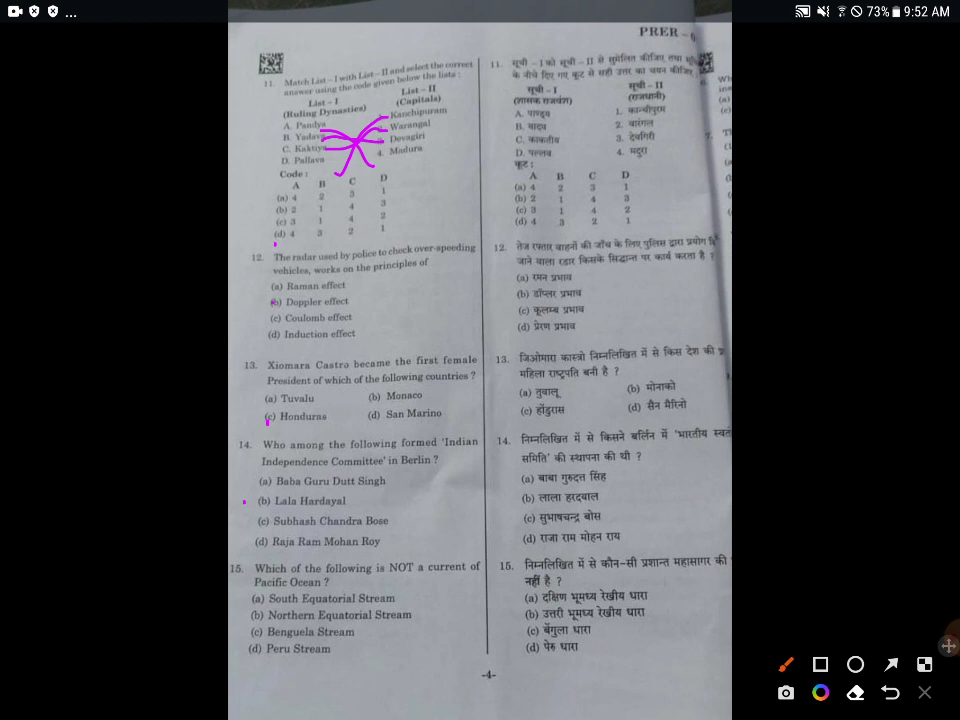 ... 73% 9:52 AM
PRER – 6
11. Match List – I with List – II and select the correct
answer using the code given below the lists :
List – I List – II
(Ruling Dynasties) (Capitals)
A. Pandya 1. Kanchipuram
B. Yadava 2. Warangal
C. Kaktiya 3. Devagiri
D. Pallava 4. Madura
Code :
A B C D
(a) 4 2 3 1
(b) 2 1 4 3
(c) 3 1 4 2
(d) 4 3 2 1
12. The radar used by police to check over-speeding
vehicles, works on the principles of
(a) Raman effect
(b) Doppler effect
(c) Coulomb effect
(d) Induction effect
13. Xiomara Castro became the first female
President of which of the following countries ?
(a) Tuvalu (b) Monaco
(c) Honduras (d) San Marino
14. Who among the following formed 'Indian
Independence Committee' in Berlin ?
(a) Baba Guru Dutt Singh
(b) Lala Hardayal
(c) Subhash Chandra Bose
(d) Raja Ram Mohan Roy
15. Which of the following is NOT a current of
Pacific Ocean ?
(a) South Equatorial Stream
(b) Northern Equatorial Stream
(c) Benguela Stream
(d) Peru Stream
11. सूची – I को सूची – II से सुमेलित कीजिए तथा
के नीचे दिए गए कूट से सही उत्तर का चयन कीजिए
सूची – I सूची – II
(शासक राजवंश) (राजधानी)
A. पाण्ड्य 1. कान्चीपुरम
B. यादव 2. वारंगल
C. काकतीय 3. देवगिरी
D. पल्लव 4. मदुरा
कूट :
A B C D
(a) 4 2 3 1
(b) 2 1 4 3
(c) 3 1 4 2
(d) 4 3 2 1
12. तेज रफ्तार वाहनों की जाँच के लिए पुलिस द्वारा प्रयोग
जाने वाला रडार किसके सिद्धान्त पर कार्य करता है ?
(a) रमन प्रभाव
(b) डॉप्लर प्रभाव
(c) कूलम्ब प्रभाव
(d) प्रेरण प्रभाव
13. जिओमारा कास्त्रो निम्नलिखित में से किस देश की
महिला राष्ट्रपति बनी है ?
(a) तुवालू (b) मोनाको
(c) होंडुरास (d) सैन मैरिनो
14. निम्नलिखित में से किसने बर्लिन में 'भारतीय
समिति' की स्थापना की थी ?
(a) बाबा गुरुदत्त सिंह
(b) लाला हरदयाल
(c) सुभाषचन्द्र बोस
(d) राजा राम मोहन राय
15. निम्नलिखित में से कौन-सी प्रशान्त महासागर की
नहीं है ?
(a) दक्षिण भूमध्य रेखीय धारा
(b) उत्तरी भूमध्य रेखीय धारा
(c) बेंगुला धारा
(d) पेरु धारा
-4-